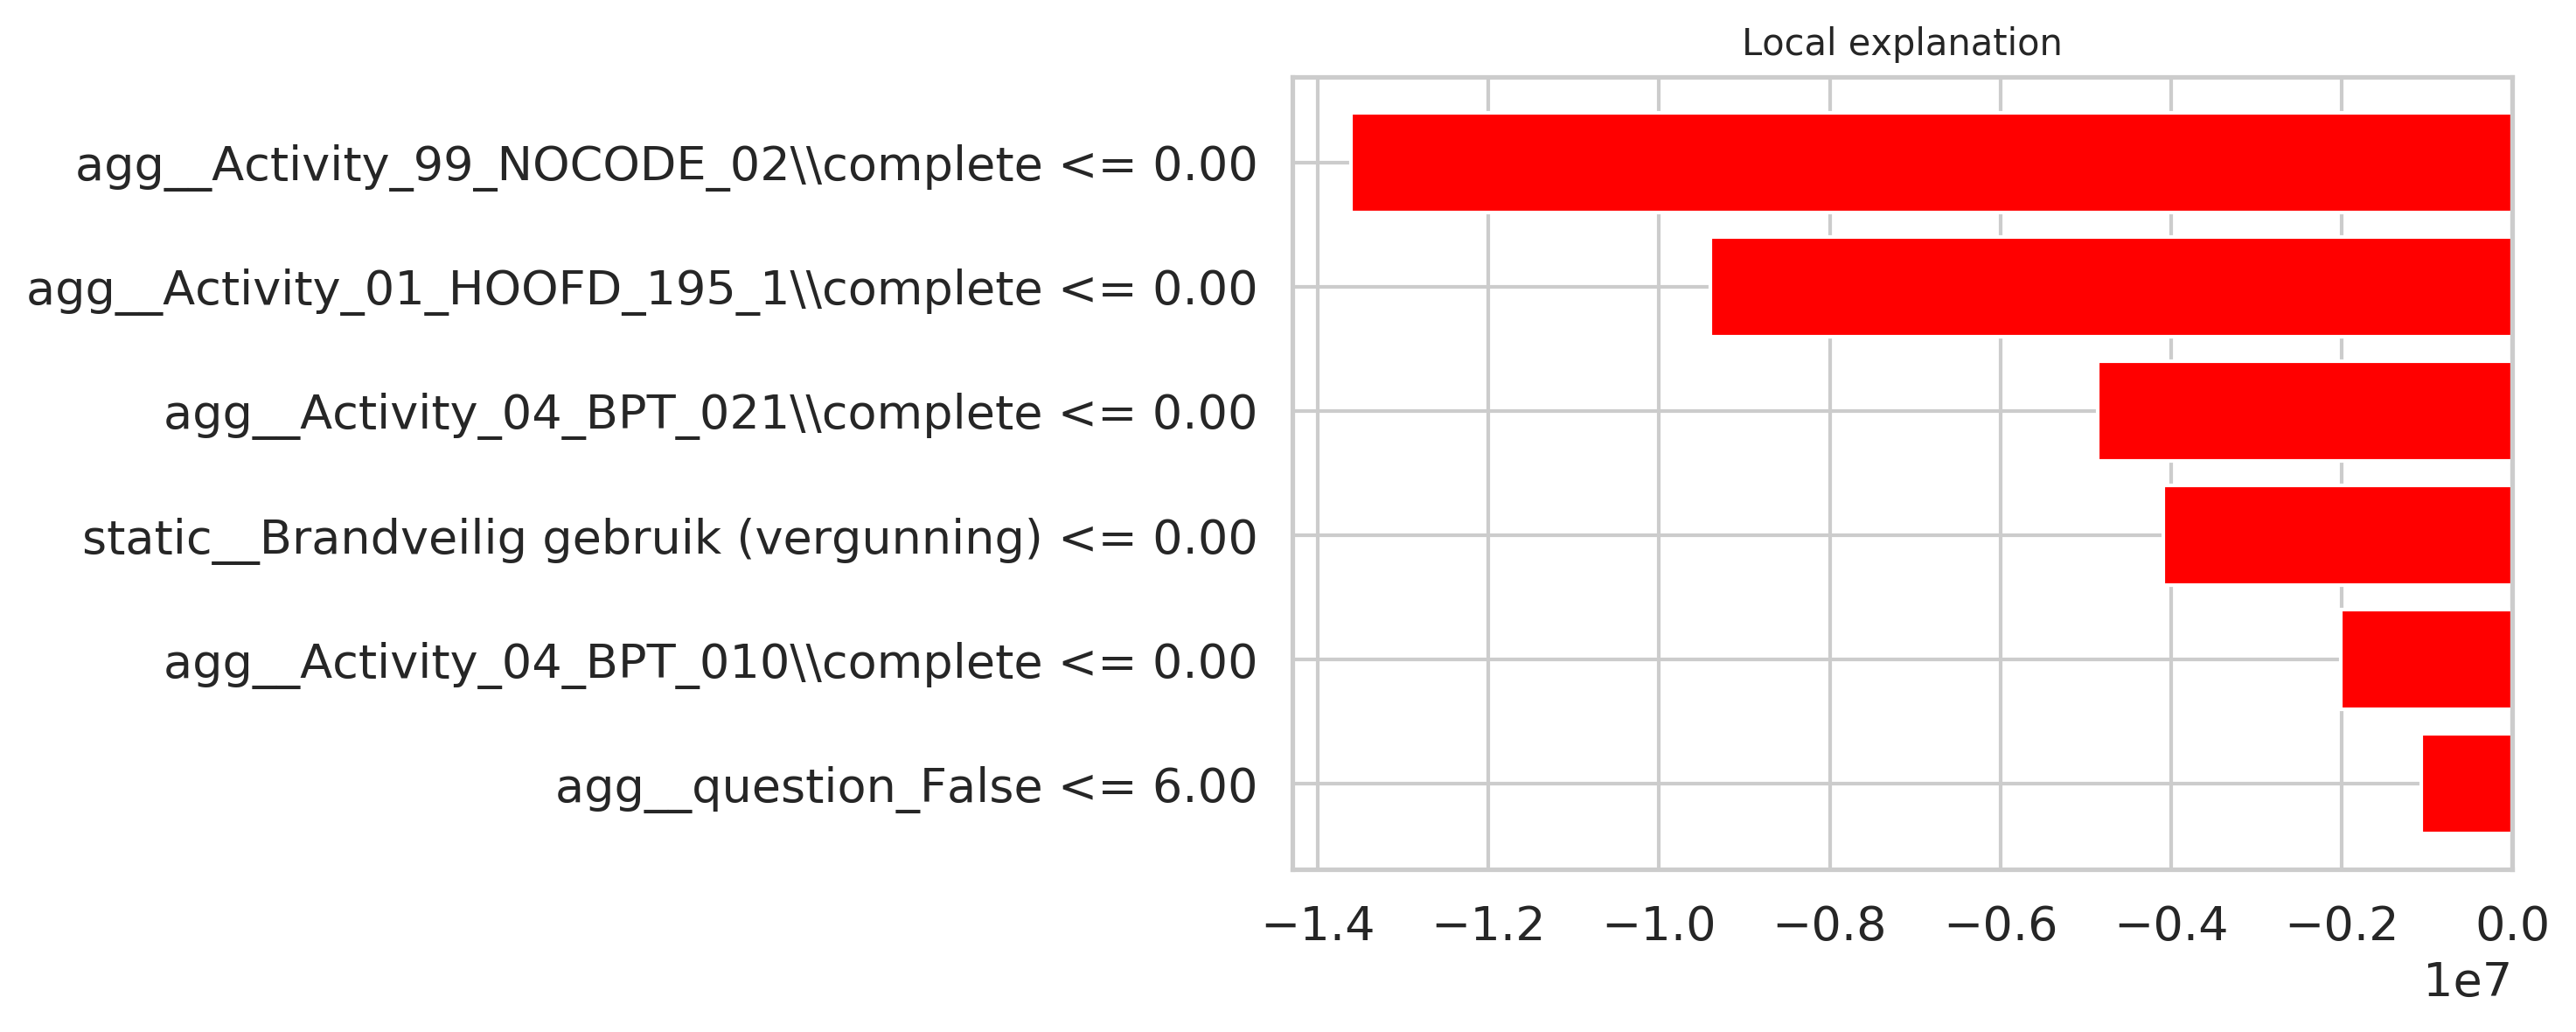 Local explanation
agg__Activity_99_NOCODE_02\\complete <= 0.00
agg__Activity_01_HOOFD_195_1\\complete <= 0.00
agg__Activity_04_BPT_021\\complete <= 0.00
static__Brandveilig gebruik (vergunning) <= 0.00
agg__Activity_04_BPT_010\\complete <= 0.00
agg__question_False <= 6.00
−1.4 −1.2 −1.0 −0.8 −0.6 −0.4 −0.2 0.0
1e7